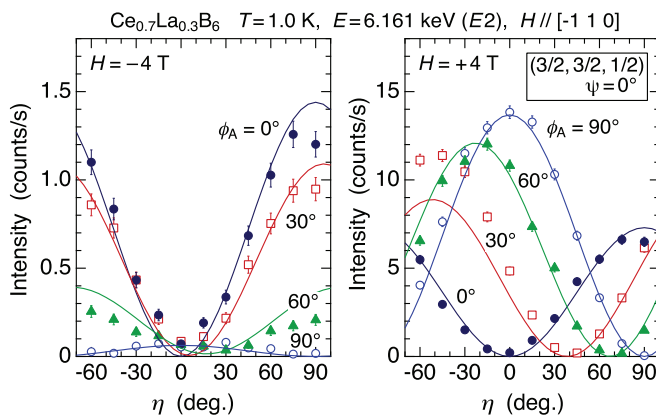 Ce0.7La0.3B6 T=1.0 K, E=6.161 keV (E2), H // [-1 1 0]
H = −4 T
ϕA = 0°
30°
60°
90°
1.5
1.0
0.5
0
Intensity (counts/s)
-60 -30 0 30 60 90
η (deg.)
H = +4 T
(3/2, 3/2, 1/2)
ψ = 0°
ϕA = 90°
60°
30°
0°
15
10
5
0
Intensity (counts/s)
-60 -30 0 30 60 90
η (deg.)